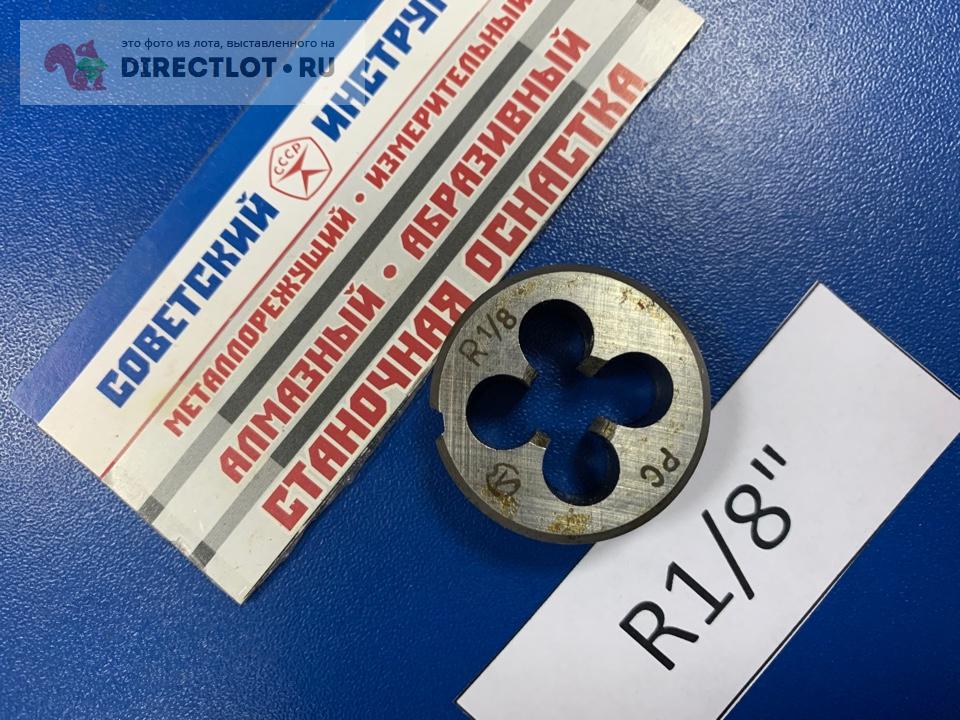 это фото из лота, выставленного на
DIRECTLOT.RU
СОВЕТСКИЙ СССР
МЕТАЛЛОРЕЖУЩИЙ • ИЗМЕРИТЕЛЬНЫЙ
АЛМАЗНЫЙ • АБРАЗИВНЫЙ
СТАНОЧНАЯ ОСНАСТКА
R1/8
PC
R1/8"